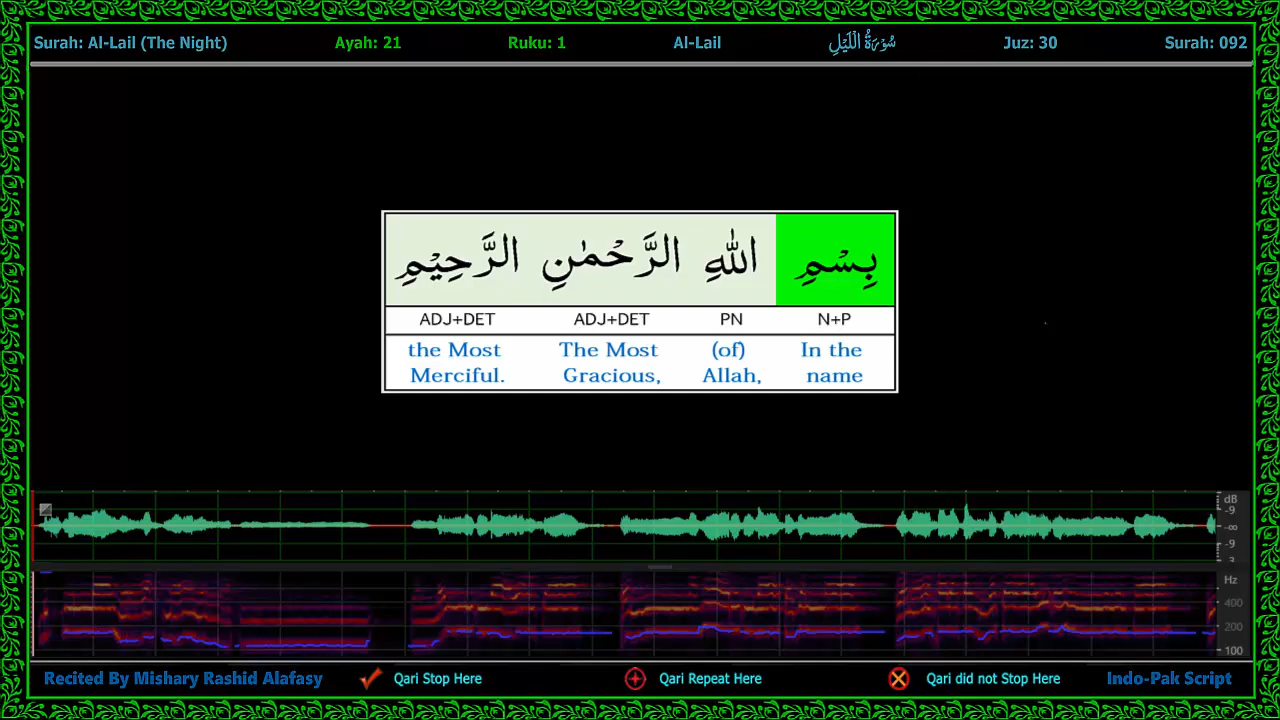 Surah: Al-Lail (The Night) Ayah: 21 Ruku: 1 Al-Lail سُوْرَةُ الَّيْلِ Juz: 30 Surah: 092
بِسْمِ اللّٰهِ الرَّحْمٰنِ الرَّحِيْمِ
ADJ+DET ADJ+DET PN N+P
the Most The Most (of) In the
Merciful. Gracious, Allah, name
dB
-9
-∞
-9
Hz
400
200
100
Recited By Mishary Rashid Alafasy Qari Stop Here Qari Repeat Here Qari did not Stop Here Indo-Pak Script